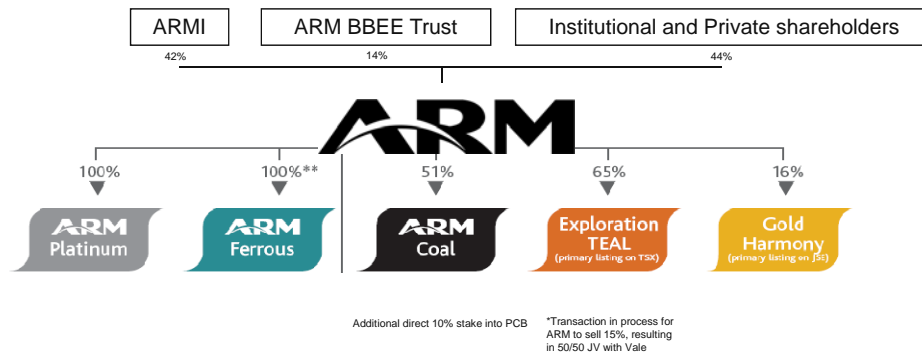 ARMI
ARM BBEE Trust
Institutional and Private shareholders
42%
14%
44%
ARM
100%
100%**
51%
65%
16%
ARM
Platinum
ARM
Ferrous
ARM
Coal
Exploration
TEAL
(primary listing on TSX)
Gold
Harmony
(primary listing on JSE)
Additional direct 10% stake into PCB
*Transaction in process for
ARM to sell 15%, resulting
in 50/50 JV with Vale